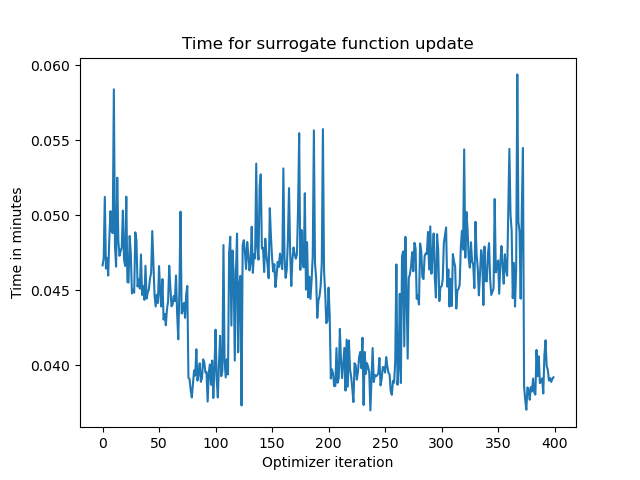 Time for surrogate function update
0.060
0.055
0.050
0.045
0.040
Time in minutes
0 50 100 150 200 250 300 350 400
Optimizer iteration